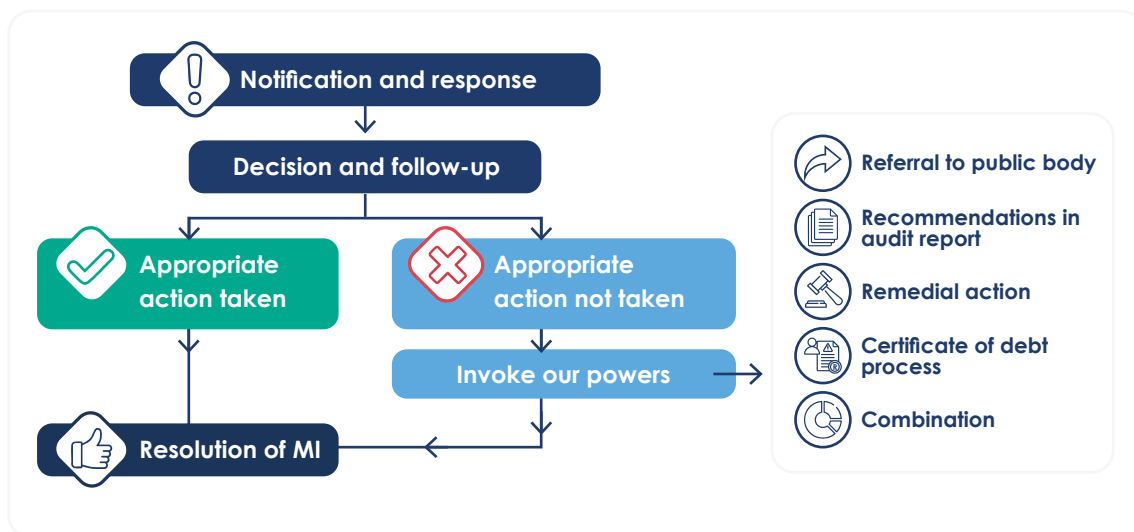 Notification and response
Decision and follow-up
Appropriate
action taken
Appropriate
action not taken
Invoke our powers
Resolution of MI
Referral to public body
Recommendations in
audit report
Remedial action
Certificate of debt
process
Combination